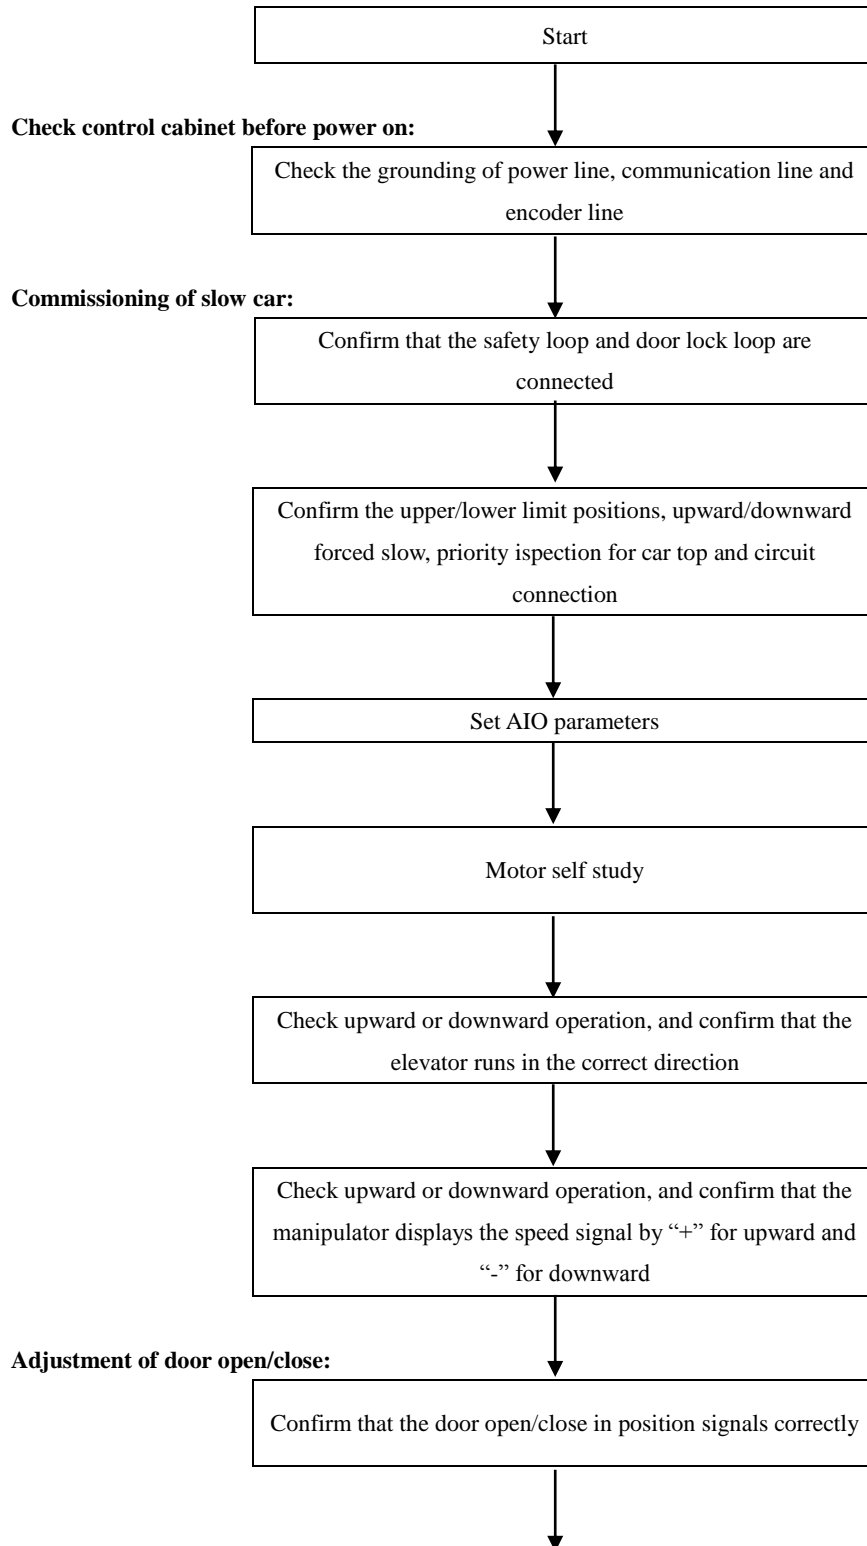 Start
Check control cabinet before power on:
Check the grounding of power line, communication line and
encoder line
Commissioning of slow car:
Confirm that the safety loop and door lock loop are
connected
Confirm the upper/lower limit positions, upward/downward
forced slow, priority ispection for car top and circuit
connection
Set AIO parameters
Motor self study
Check upward or downward operation, and confirm that the
elevator runs in the correct direction
Check upward or downward operation, and confirm that the
manipulator displays the speed signal by “+” for upward and
“-” for downward
Adjustment of door open/close:
Confirm that the door open/close in position signals correctly